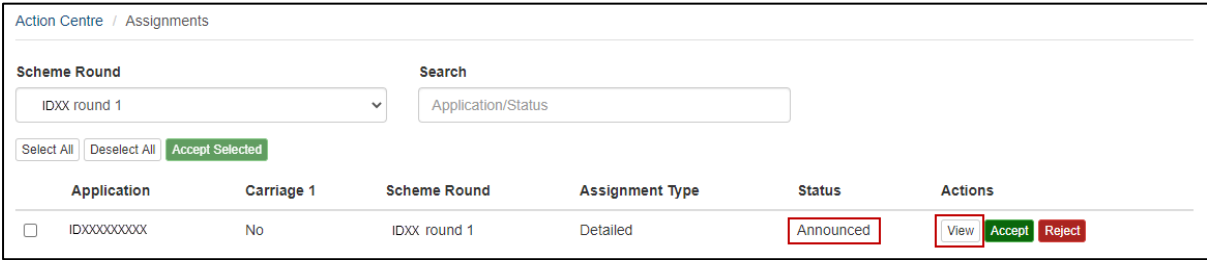 Action Centre / Assignments
Scheme Round Search
IDXX round 1 Application/Status
Select All Deselect All Accept Selected
Application Carriage 1 Scheme Round Assignment Type Status Actions
IDXXXXXXXXX No IDXX round 1 Detailed Announced View Accept Reject